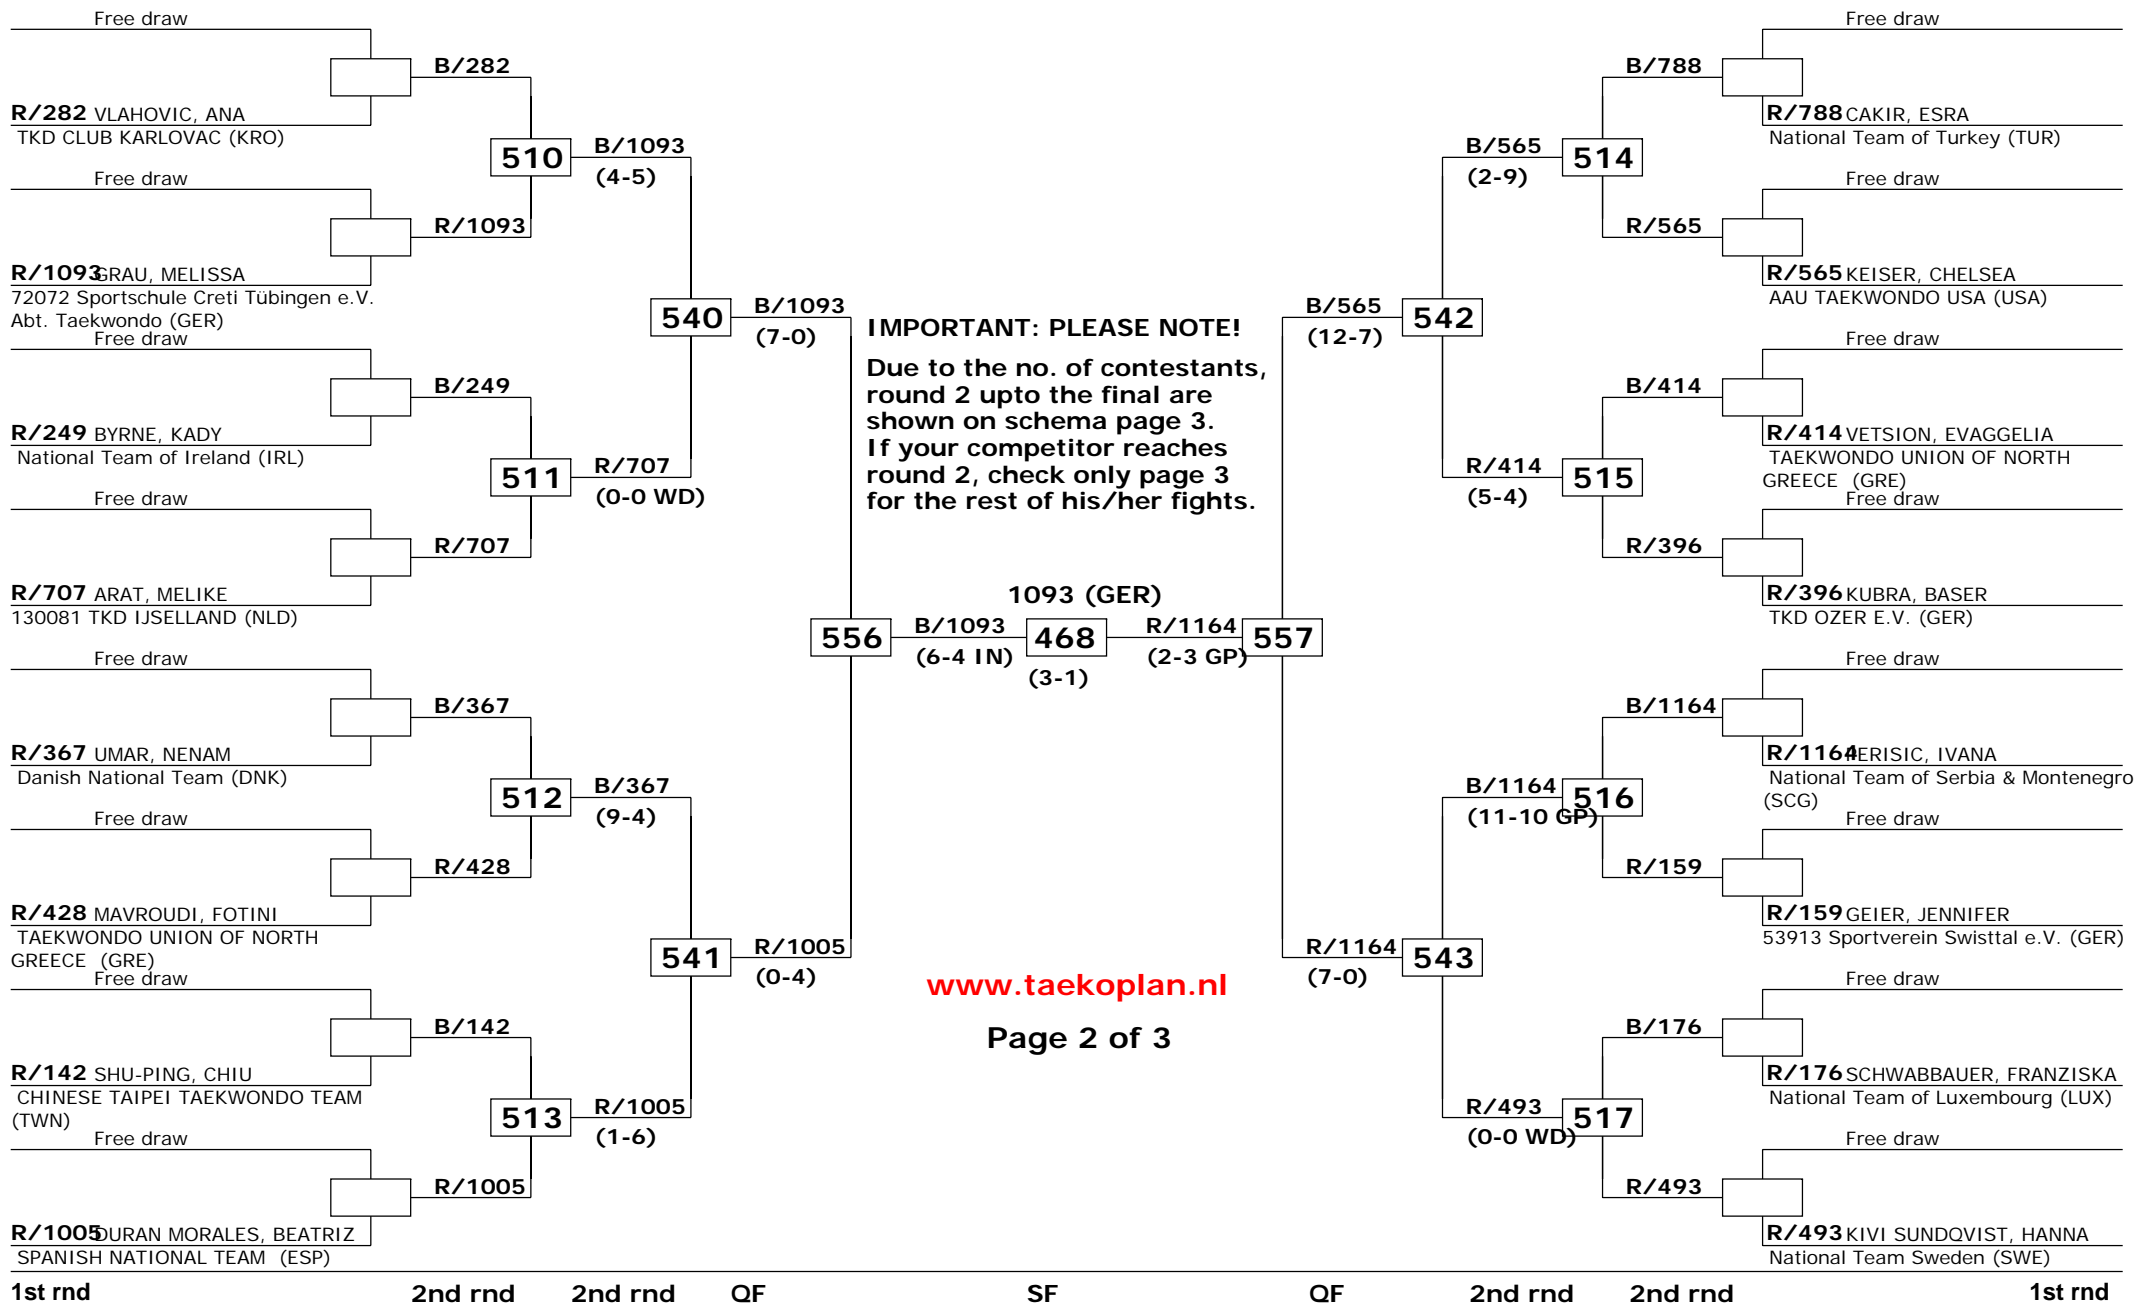 Free draw
B/282
R/282 VLAHOVIC, ANA
TKD CLUB KARLOVAC (KRO)
510
B/1093
(4-5)
Free draw
R/1093
R/1093 GRAU, MELISSA
72072 Sportschule Creti Tübingen e.V.
Abt. Taekwondo (GER)
540
B/1093
(7-0)
Free draw
B/249
R/249 BYRNE, KADY
National Team of Ireland (IRL)
511
R/707
(0-0 WD)
Free draw
R/707
R/707 ARAT, MELIKE
130081 TKD IJSELLAND (NLD)
556
B/1093
(6-4 IN)
Free draw
B/367
R/367 UMAR, NENAM
Danish National Team (DNK)
512
B/367
(9-4)
Free draw
R/428
R/428 MAVROUDI, FOTINI
TAEKWONDO UNION OF NORTH
GREECE (GRE)
541
R/1005
(0-4)
Free draw
B/142
R/142 SHU-PING, CHIU
CHINESE TAIPEI TAEKWONDO TEAM
(TWN)
513
R/1005
(1-6)
Free draw
R/1005
R/1005 DURAN MORALES, BEATRIZ
SPANISH NATIONAL TEAM (ESP)
IMPORTANT: PLEASE NOTE!
Due to the no. of contestants,
round 2 upto the final are
shown on schema page 3.
If your competitor reaches
round 2, check only page 3
for the rest of his/her fights.
1093 (GER)
468
(3-1)
www.taekoplan.nl
Page 2 of 3
Free draw
B/788
R/788 CAKIR, ESRA
National Team of Turkey (TUR)
B/565
(2-9)
514
Free draw
R/565
R/565 KEISER, CHELSEA
AAU TAEKWONDO USA (USA)
B/565
(12-7)
542
Free draw
B/414
R/414 VETSION, EVAGGELIA
TAEKWONDO UNION OF NORTH
GREECE (GRE)
R/414
(5-4)
515
Free draw
R/396
R/396 KUBRA, BASER
TKD OZER E.V. (GER)
R/1164
(2-3 GP)
557
Free draw
B/1164
R/1164 ERISIC, IVANA
National Team of Serbia & Montenegro
(SCG)
B/1164
(11-10 GP)
516
Free draw
R/159
R/159 GEIER, JENNIFER
53913 Sportverein Swisttal e.V. (GER)
R/1164
(7-0)
543
Free draw
B/176
R/176 SCHWABBAUER, FRANZISKA
National Team of Luxembourg (LUX)
R/493
(0-0 WD)
517
Free draw
R/493
R/493 KIVI SUNDQVIST, HANNA
National Team Sweden (SWE)
1st rnd 2nd rnd 2nd rnd QF SF QF 2nd rnd 2nd rnd 1st rnd